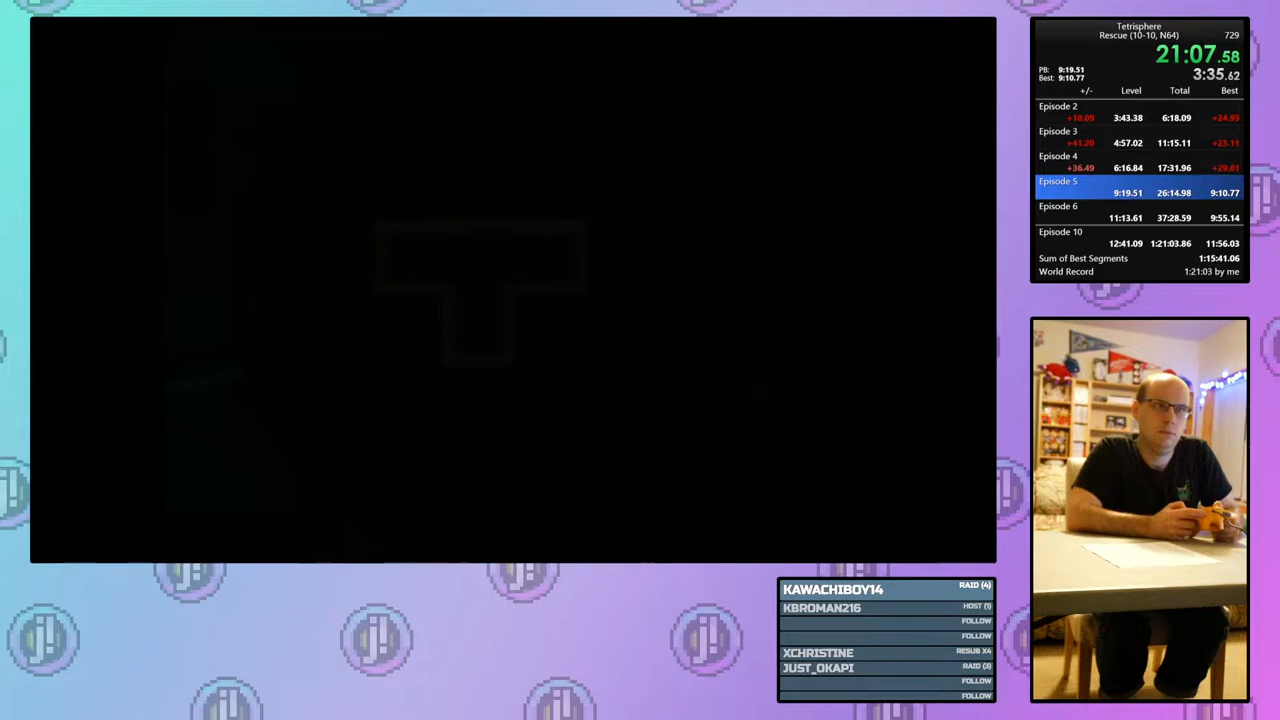 Tetrisphere
Rescue (10-10, N64) 729
21:07.58
PB: 9:19.51
Best: 9:10.77
3:35.62
+/- Level Total Best
Episode 2
+18.09 3:43.38 6:18.09 +24.93
Episode 3
+41.20 4:57.02 11:15.11 +23.11
Episode 4
+36.49 6:16.84 17:31.96 +29.01
Episode 5
9:19.51 26:14.98 9:10.77
Episode 6
11:13.61 37:28.59 9:55.14
Episode 10
12:41.09 1:21:03.86 11:56.03
Sum of Best Segments 1:15:41.06
World Record 1:21:03 by me
KAWACHIBOY14 RAID (4)
KBROMAN216 HOST (1)
FOLLOW
FOLLOW
XCHRISTINE RESUB X4
JUST_OKAPI RAID (3)
FOLLOW
FOLLOW
j!
j!
j!
j!
j!
j!
j!